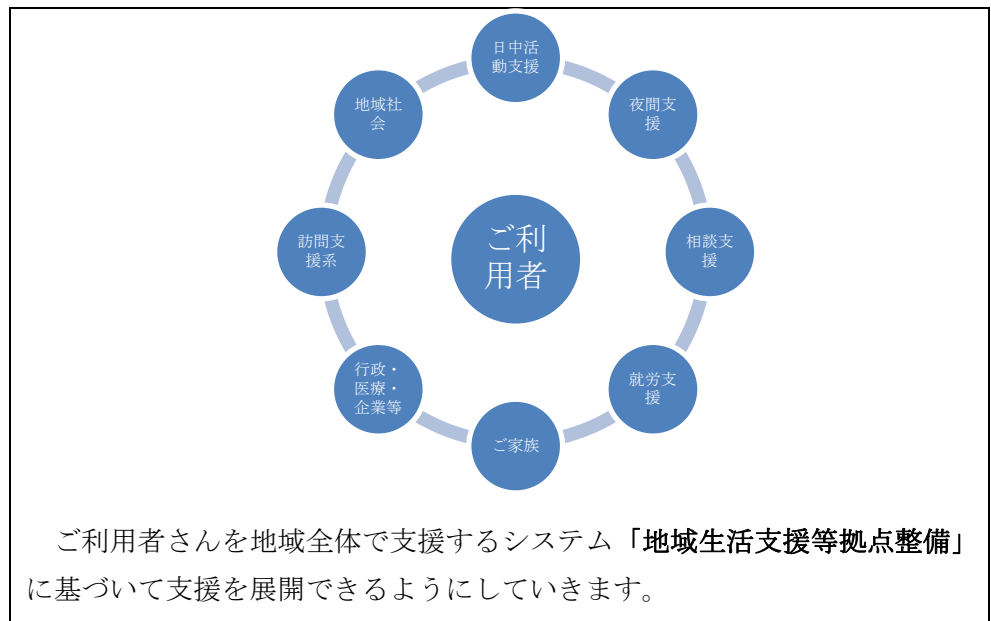 日中活
動支援
夜間支
援
相談支
援
就労支
援
ご家族
行政・
医療・
企業等
訪問支
援系
地域社
会
ご利
用者
ご利用者さんを地域全体で支援するシステム「地域生活支援等拠点整備」
に基づいて支援を展開できるようにしていきます。